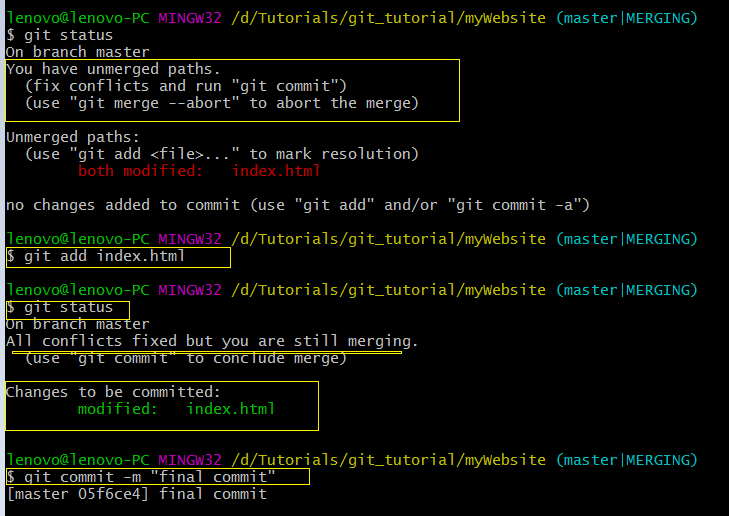 lenovo@lenovo-PC MINGW32 /d/Tutorials/git_tutorial/myWebsite (master|MERGING)
$ git status
On branch master
You have unmerged paths.
  (fix conflicts and run "git commit")
  (use "git merge --abort" to abort the merge)
Unmerged paths:
  (use "git add <file>..." to mark resolution)
        both modified:   index.html
no changes added to commit (use "git add" and/or "git commit -a")
lenovo@lenovo-PC MINGW32 /d/Tutorials/git_tutorial/myWebsite (master|MERGING)
$ git add index.html
lenovo@lenovo-PC MINGW32 /d/Tutorials/git_tutorial/myWebsite (master|MERGING)
$ git status
On branch master
All conflicts fixed but you are still merging.
  (use "git commit" to conclude merge)
Changes to be committed:
        modified:   index.html
lenovo@lenovo-PC MINGW32 /d/Tutorials/git_tutorial/myWebsite (master|MERGING)
$ git commit -m "final commit"
[master 05f6ce4] final commit